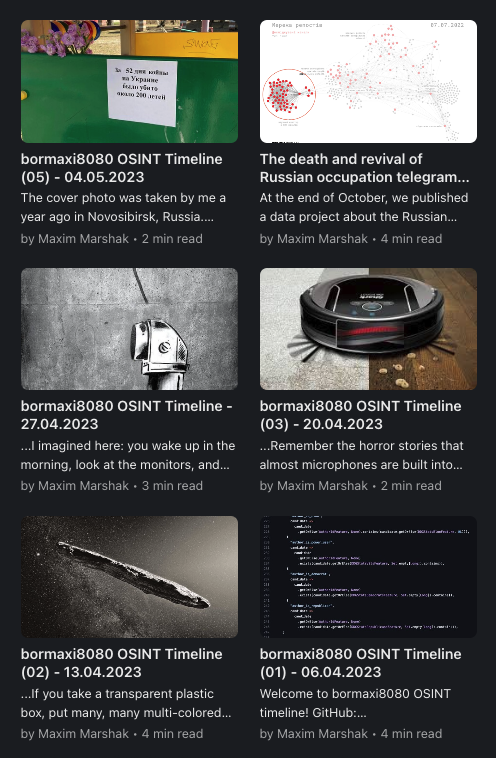 За 52 дня войны
на Украине
было убито
около 200 детей
Мережа репостів
07.07.2022
bormaxi8080 OSINT Timeline
(05) - 04.05.2023
The cover photo was taken by me a
year ago in Novosibirsk, Russia....
by Maxim Marshak • 2 min read
The death and revival of
Russian occupation telegram...
At the end of October, we published
a data project about the Russian...
by Maxim Marshak • 4 min read
bormaxi8080 OSINT Timeline -
27.04.2023
...I imagined here: you wake up in the
morning, look at the monitors, and...
by Maxim Marshak • 3 min read
bormaxi8080 OSINT Timeline
(03) - 20.04.2023
...Remember the horror stories that
almost microphones are built into...
by Maxim Marshak • 2 min read
bormaxi8080 OSINT Timeline
(02) - 13.04.2023
...If you take a transparent plastic
box, put many, many multi-colored...
by Maxim Marshak • 4 min read
bormaxi8080 OSINT Timeline
(01) - 06.04.2023
Welcome to bormaxi8080 OSINT
timeline! GitHub:...
by Maxim Marshak • 4 min read